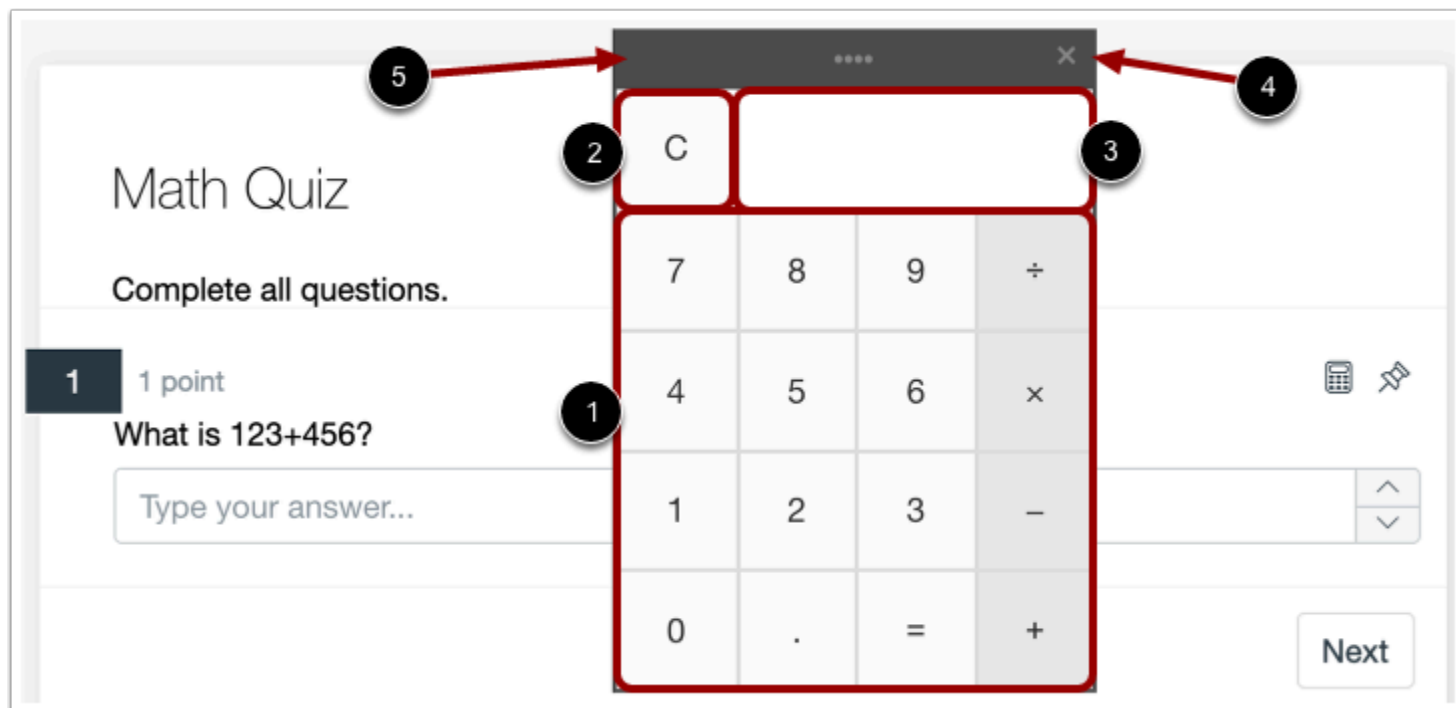 5
4
2
C
3
Math Quiz
7 8 9 ÷
Complete all questions.
1 1 point
4 5 6 ×
1
What is 123+456?
Type your answer...
1 2 3 –
0 . = +
Next